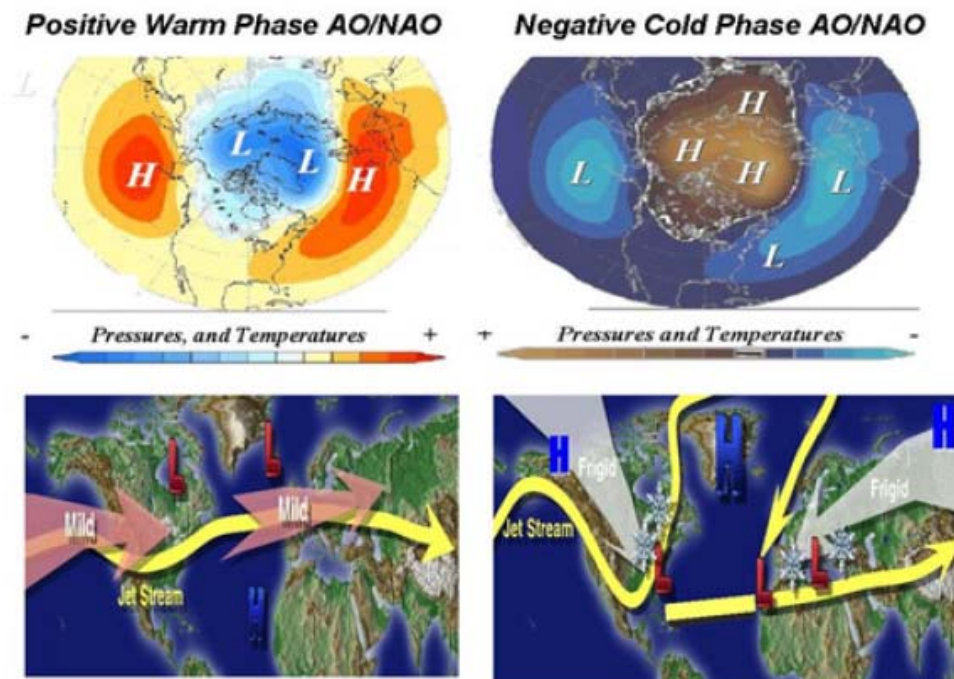 Positive Warm Phase AO/NAO
Negative Cold Phase AO/NAO
L
H
L
L
H
H
H
H
L
L
L
- Pressures, and Temperatures +
+ Pressures and Temperatures -
L
L
Mild
Mild
Jet Stream
H
H
Frigid
H
H
Frigid
Jet Stream
L
L
L